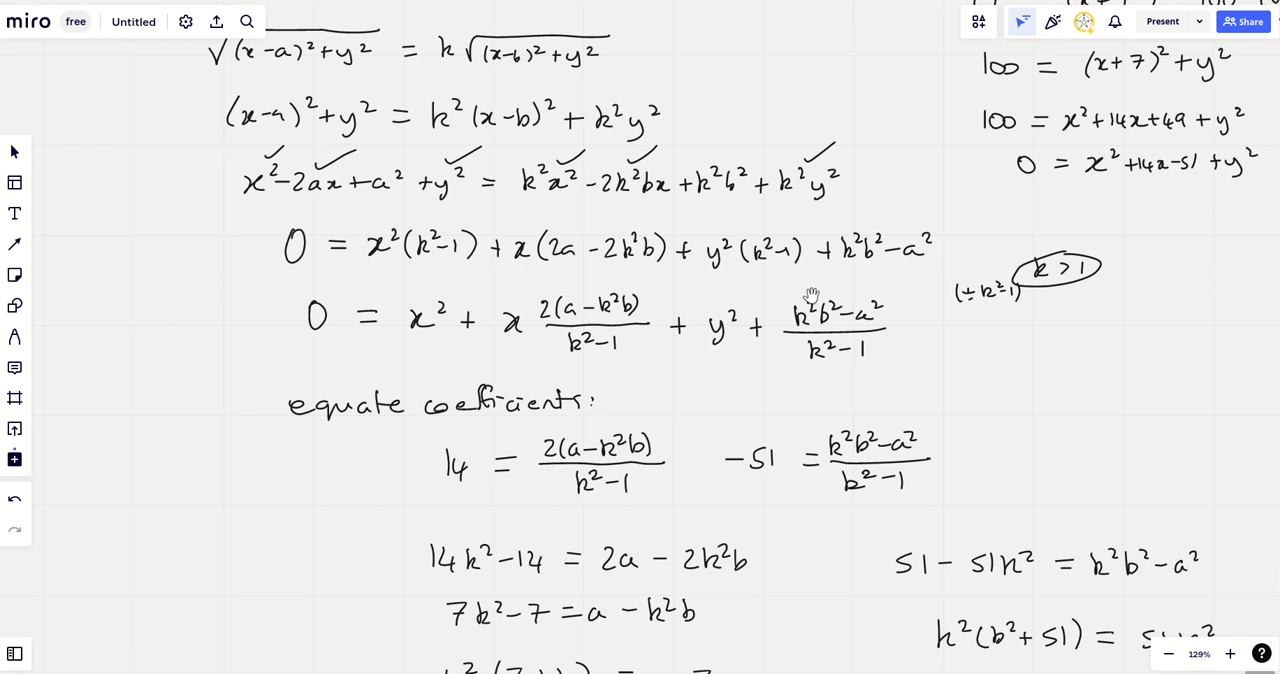 miro free Untitled Present Share
√(x-a)²+y² = k√(x-b)²+y²
100 = (x+7)²+y²
(x-a)²+y² = k²(x-b)² + k²y²
100 = x²+14x+49+y²
x²-2ax+a²+y² = k²x²-2k²bx+k²b²+k²y²
0 = x²+14x-51+y²
0 = x²(k²-1) + x(2a-2k²b) + y²(k²-1) + k²b²-a²
k>1
(÷k²-1)
0 = x² + x 2(a-k²b)/k²-1 + y² + k²b²-a²/k²-1
equate coefficients:
14 = 2(a-k²b)/k²-1 -51 = k²b²-a²/k²-1
14k²-14 = 2a-2k²b
51-51k² = k²b²-a²
7k²-7 = a-k²b
k²(b²+51) =
129%